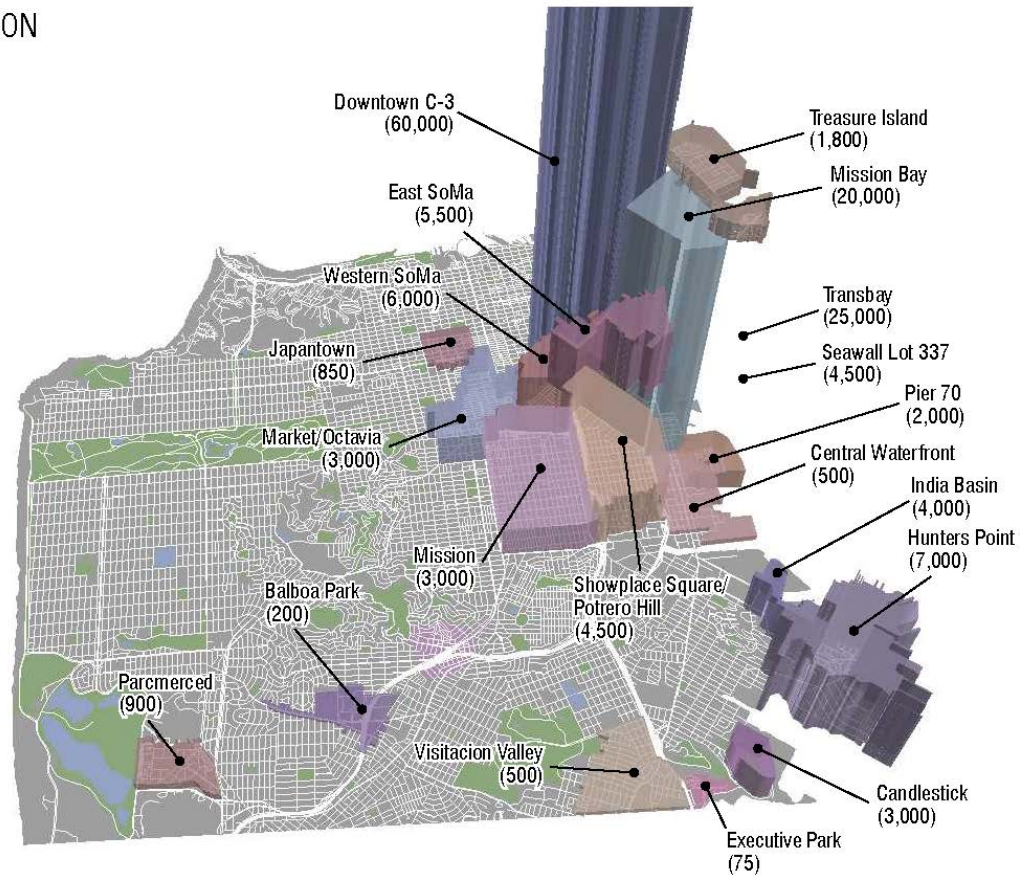 ON
Downtown C-3
(60,000)
Treasure Island
(1,800)
Mission Bay
(20,000)
East SoMa
(5,500)
Western SoMa
(6,000)
Transbay
(25,000)
Japantown
(850)
Seawall Lot 337
(4,500)
Pier 70
(2,000)
Market/Octavia
(3,000)
Central Waterfront
(500)
India Basin
(4,000)
Hunters Point
(7,000)
Mission
(3,000)
Showplace Square/
Potrero Hill
(4,500)
Balboa Park
(200)
Parcmerced
(900)
Visitacion Valley
(500)
Candlestick
(3,000)
Executive Park
(75)